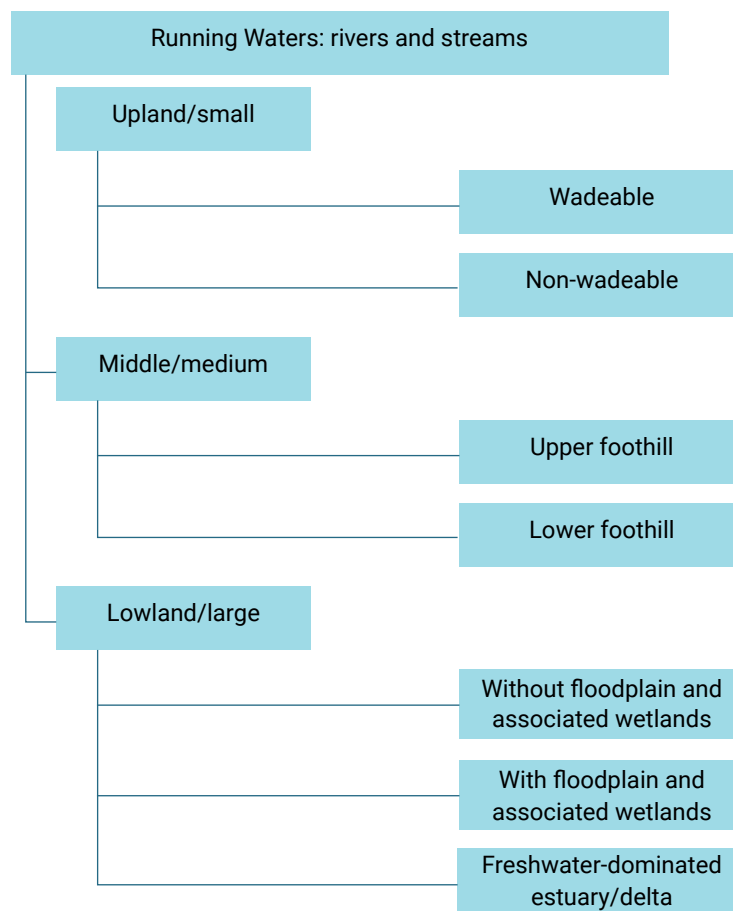 Running Waters: rivers and streams
Upland/small
Wadeable
Non-wadeable
Middle/medium
Upper foothill
Lower foothill
Lowland/large
Without floodplain and
associated wetlands
With floodplain and
associated wetlands
Freshwater-dominated
estuary/delta